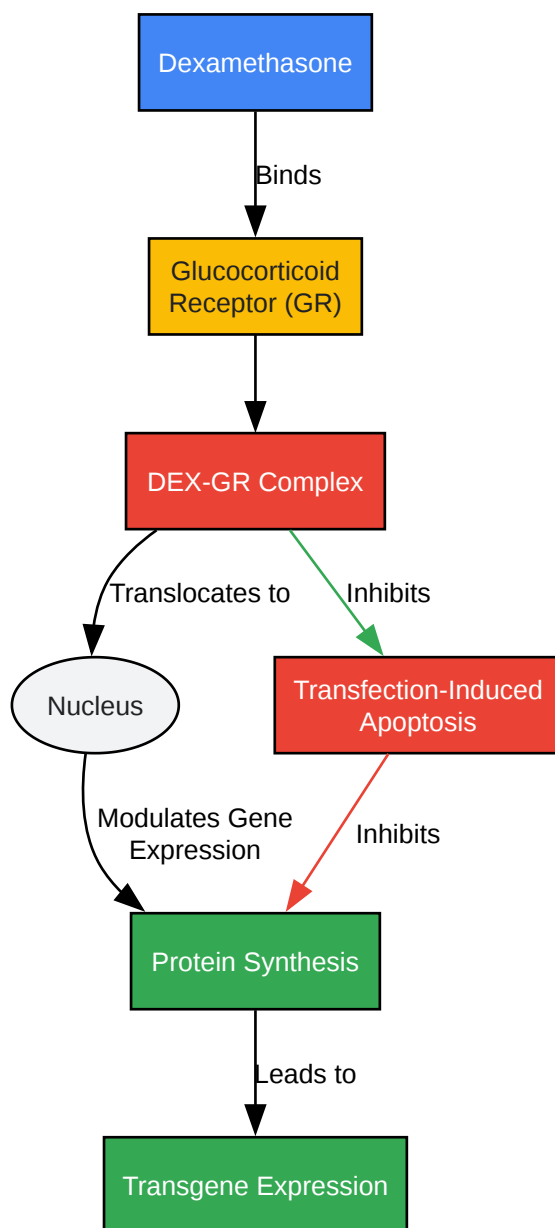 Dexamethasone
Binds
Glucocorticoid
Receptor (GR)
DEX-GR Complex
Translocates to
Inhibits
Nucleus
Transfection-Induced
Apoptosis
Modulates Gene
Expression
Inhibits
Protein Synthesis
Leads to
Transgene Expression